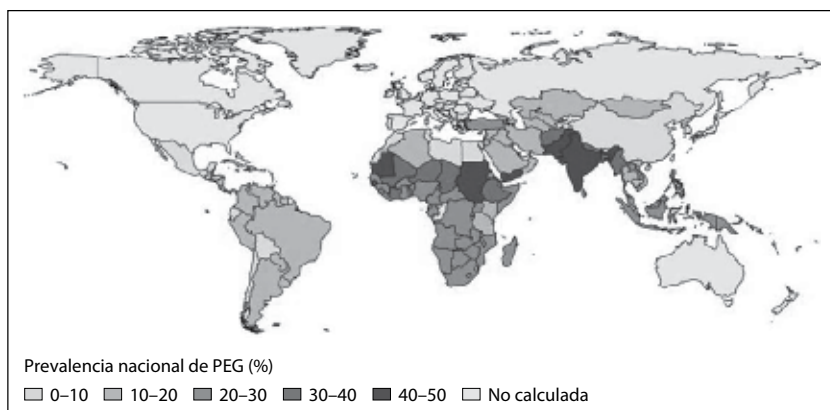 Prevalencia nacional de PEG (%)
0–10 10–20 20–30 30–40 40–50 No calculada